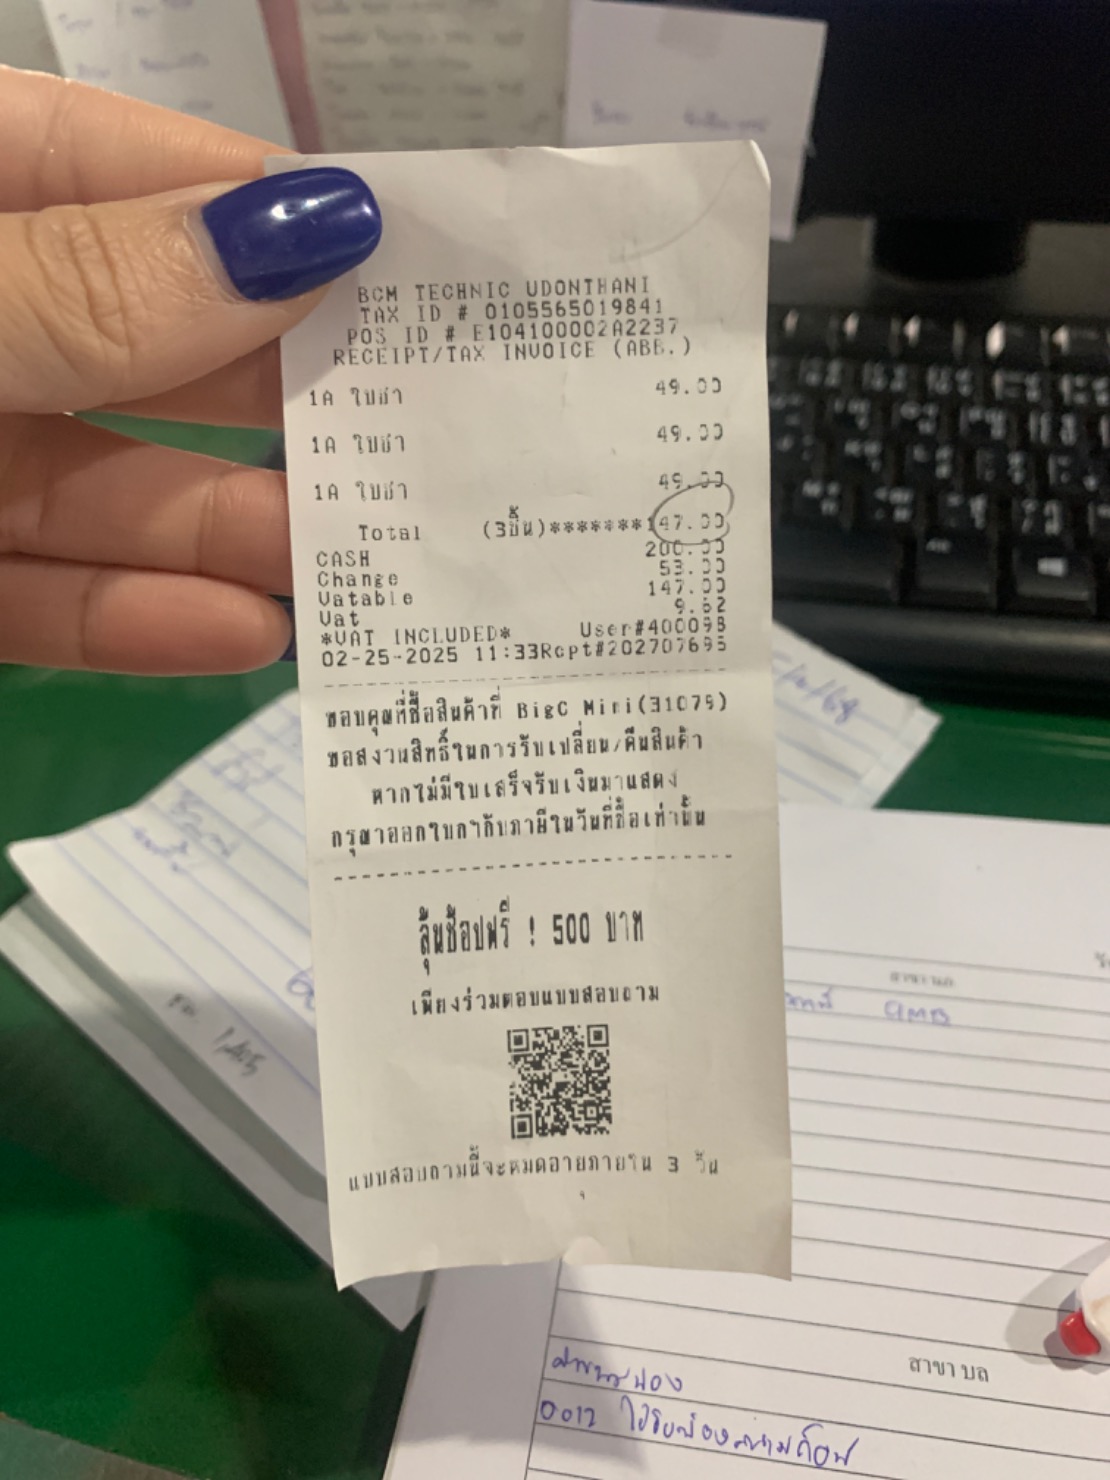 BCM TECHNIC UDONTHANI
TAX ID # 0105565019841
POS ID # E104100002A2237
RECEIPT/TAX INVOICE (ABB.)
1A ใบชา 49.00
1A ใบชา 49.00
1A ใบชา 49.00
Total (3ชิ้น)*******147.00
CASH 200.00
Change 53.00
Vatable 147.00
Vat 9.62
*VAT INCLUDED* User#400098
02-25-2025 11:33Rcpt#202707695
ขอบคุณที่ซื้อสินค้าที่ BigC Mini(31079)
ขอสงวนสิทธิ์ในการรับเปลี่ยน/คืนสินค้า
หากไม่มีใบเสร็จรับเงินมาแสดง
กรุณาออกใบกำกับภาษีในวันที่ซื้อเท่านั้น
ลุ้นช้อปฟรี ! 500 บาท
เพียงร่วมตอบแบบสอบถาม
แบบสอบถามนี้จะหมดอายุภายใน 3 วัน
สาขา บล
0017